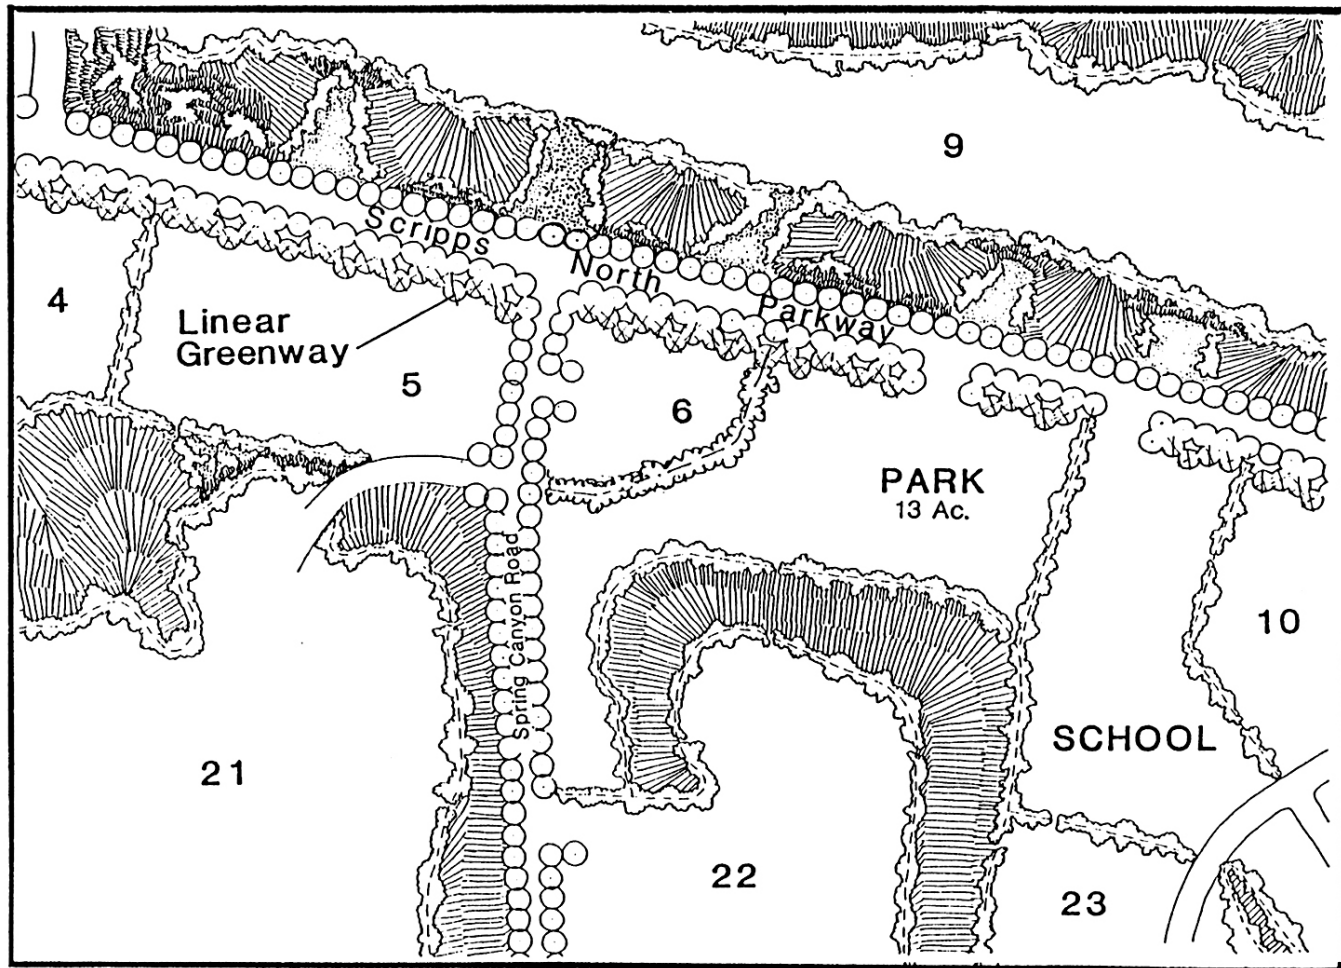 9
Scripps
North
Parkway
4
Linear
Greenway
5
6
PARK
13 Ac.
Spring Canyon Road
10
SCHOOL
21
22
23